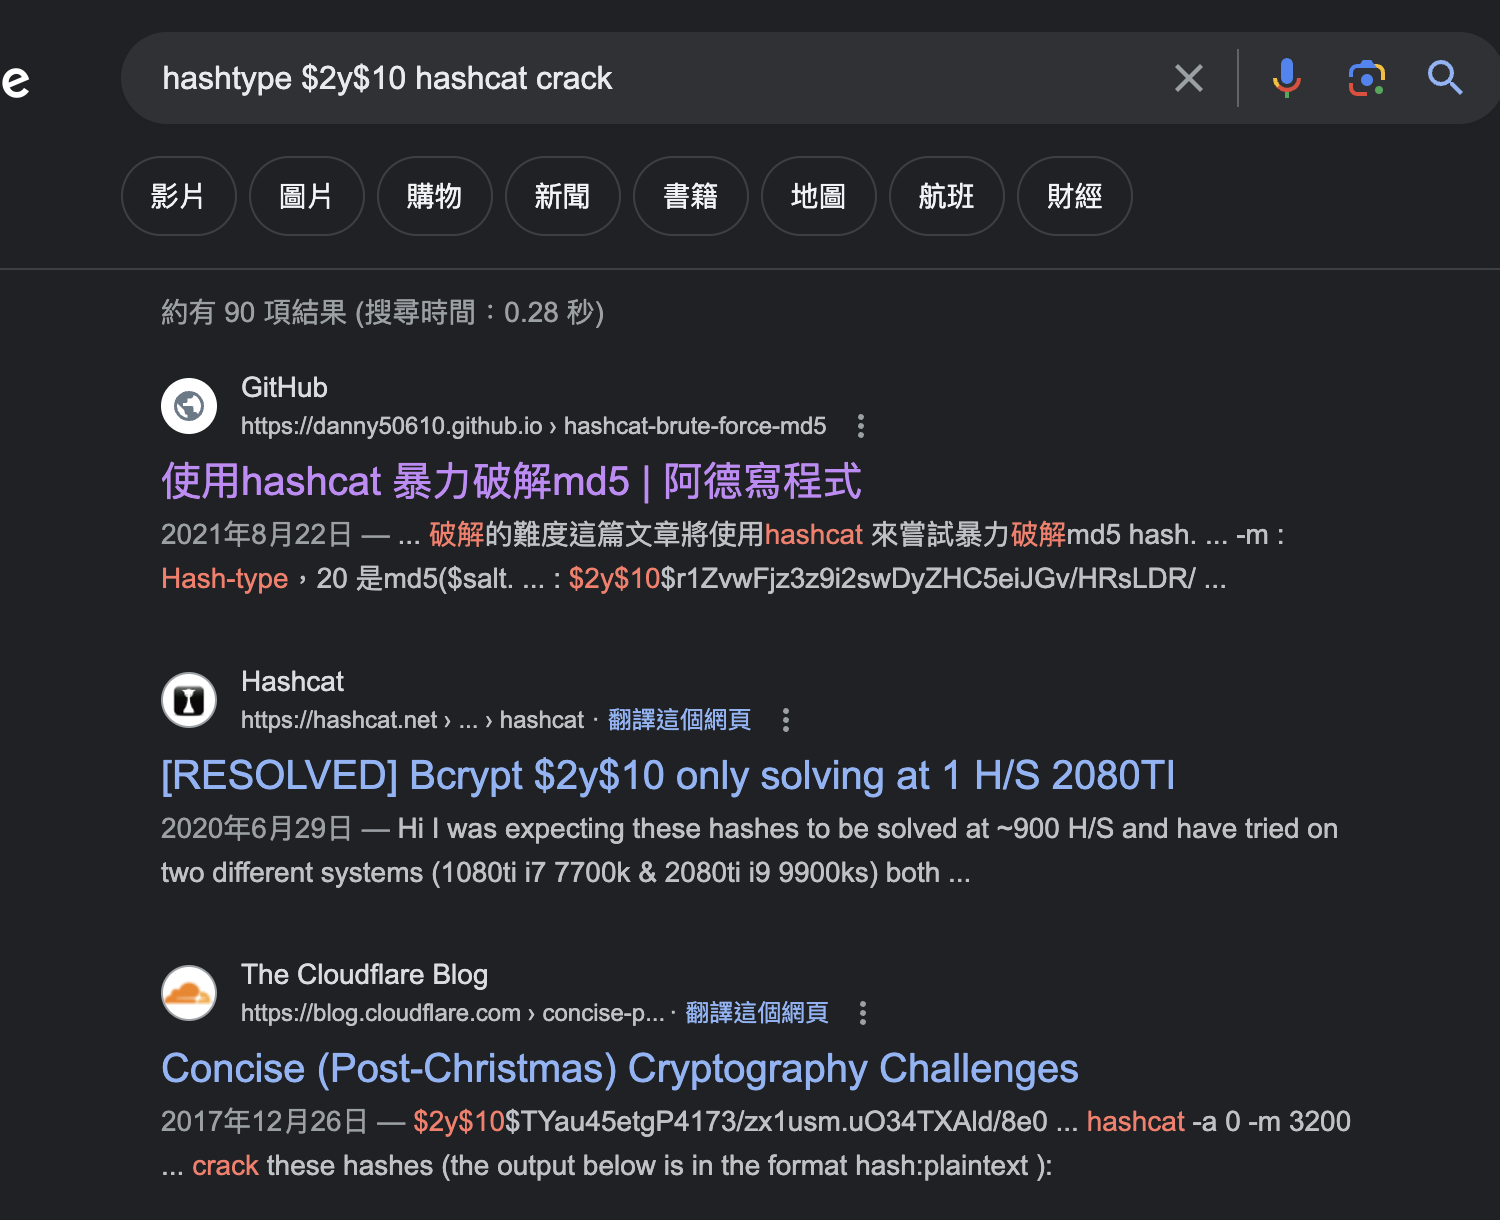 e
hashtype $2y$10 hashcat crack
影片 圖片 購物 新聞 書籍 地圖 航班 財經
約有 90 項結果 (搜尋時間：0.28 秒)
GitHub
https://danny50610.github.io › hashcat-brute-force-md5
使用hashcat 暴力破解md5 | 阿德寫程式
2021年8月22日 — ... 破解的難度這篇文章將使用hashcat 來嘗試暴力破解md5 hash. ... -m :
Hash-type，20 是md5($salt. ... : $2y$10$r1ZvwFjz3z9i2swDyZHC5eiJGv/HRsLDR/ ...
Hashcat
https://hashcat.net › ... › hashcat · 翻譯這個網頁
[RESOLVED] Bcrypt $2y$10 only solving at 1 H/S 2080TI
2020年6月29日 — Hi I was expecting these hashes to be solved at ~900 H/S and have tried on
two different systems (1080ti i7 7700k & 2080ti i9 9900ks) both ...
The Cloudflare Blog
https://blog.cloudflare.com › concise-p... · 翻譯這個網頁
Concise (Post-Christmas) Cryptography Challenges
2017年12月26日 — $2y$10$TYau45etgP4173/zx1usm.uO34TXAld/8e0 ... hashcat -a 0 -m 3200
... crack these hashes (the output below is in the format hash:plaintext ):